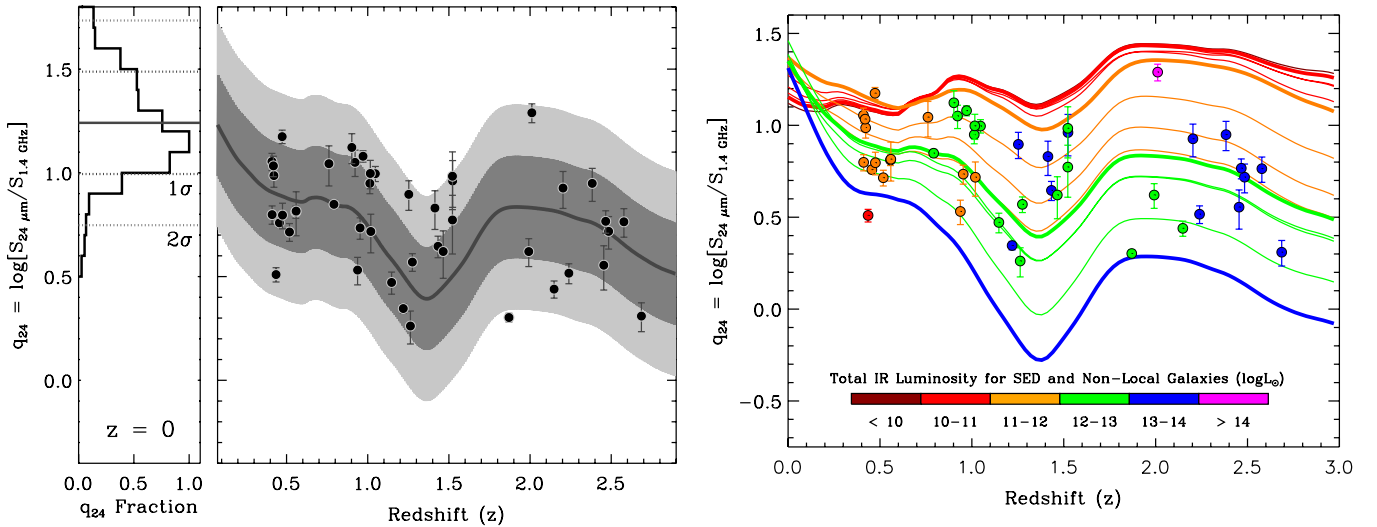 q24 = log[S24 μm/S1.4 GHz]
1.5
1.0
0.5
0.0
1σ
2σ
z = 0
0.0 0.5 1.0
q24 Fraction
0.5 1.0 1.5 2.0 2.5
Redshift (z)
q24 = log[S24 μm/S1.4 GHz]
1.5
1.0
0.5
0.0
−0.5
Total IR Luminosity for SED and Non-Local Galaxies (logL⊙)
< 10 10-11 11-12 12-13 13-14 > 14
0.0 0.5 1.0 1.5 2.0 2.5 3.0
Redshift (z)